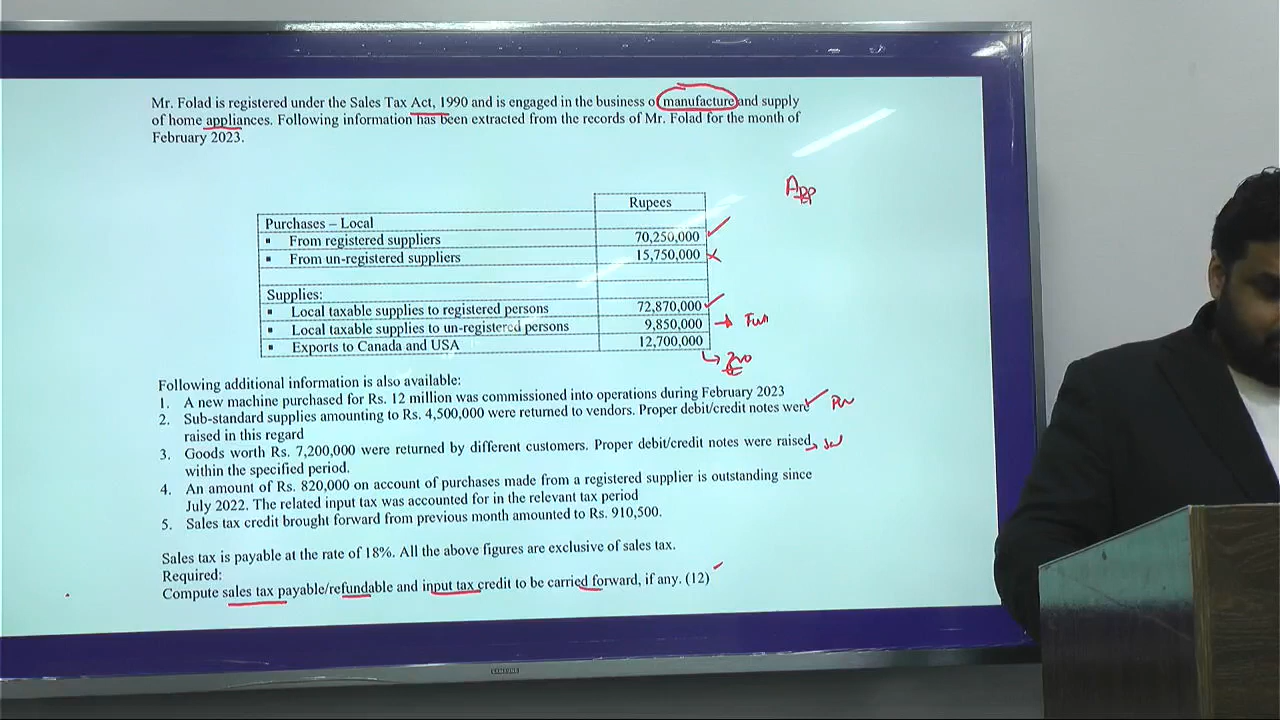 Mr. Folad is registered under the Sales Tax Act, 1990 and is engaged in the business o manufacture and supply
of home appliances. Following information has been extracted from the records of Mr. Folad for the month of
February 2023.
App
Rupees
Purchases – Local
▪ From registered suppliers 70,250,000
▪ From un-registered suppliers 15,750,000
Supplies:
▪ Local taxable supplies to registered persons 72,870,000
▪ Local taxable supplies to un-registered persons 9,850,000
▪ Exports to Canada and USA 12,700,000
Following additional information is also available:
1. A new machine purchased for Rs. 12 million was commissioned into operations during February 2023
2. Sub-standard supplies amounting to Rs. 4,500,000 were returned to vendors. Proper debit/credit notes were
raised in this regard
3. Goods worth Rs. 7,200,000 were returned by different customers. Proper debit/credit notes were raised
within the specified period.
4. An amount of Rs. 820,000 on account of purchases made from a registered supplier is outstanding since
July 2022. The related input tax was accounted for in the relevant tax period
5. Sales tax credit brought forward from previous month amounted to Rs. 910,500.
Sales tax is payable at the rate of 18%. All the above figures are exclusive of sales tax.
Required:
Compute sales tax payable/refundable and input tax credit to be carried forward, if any. (12)
SAMSUNG